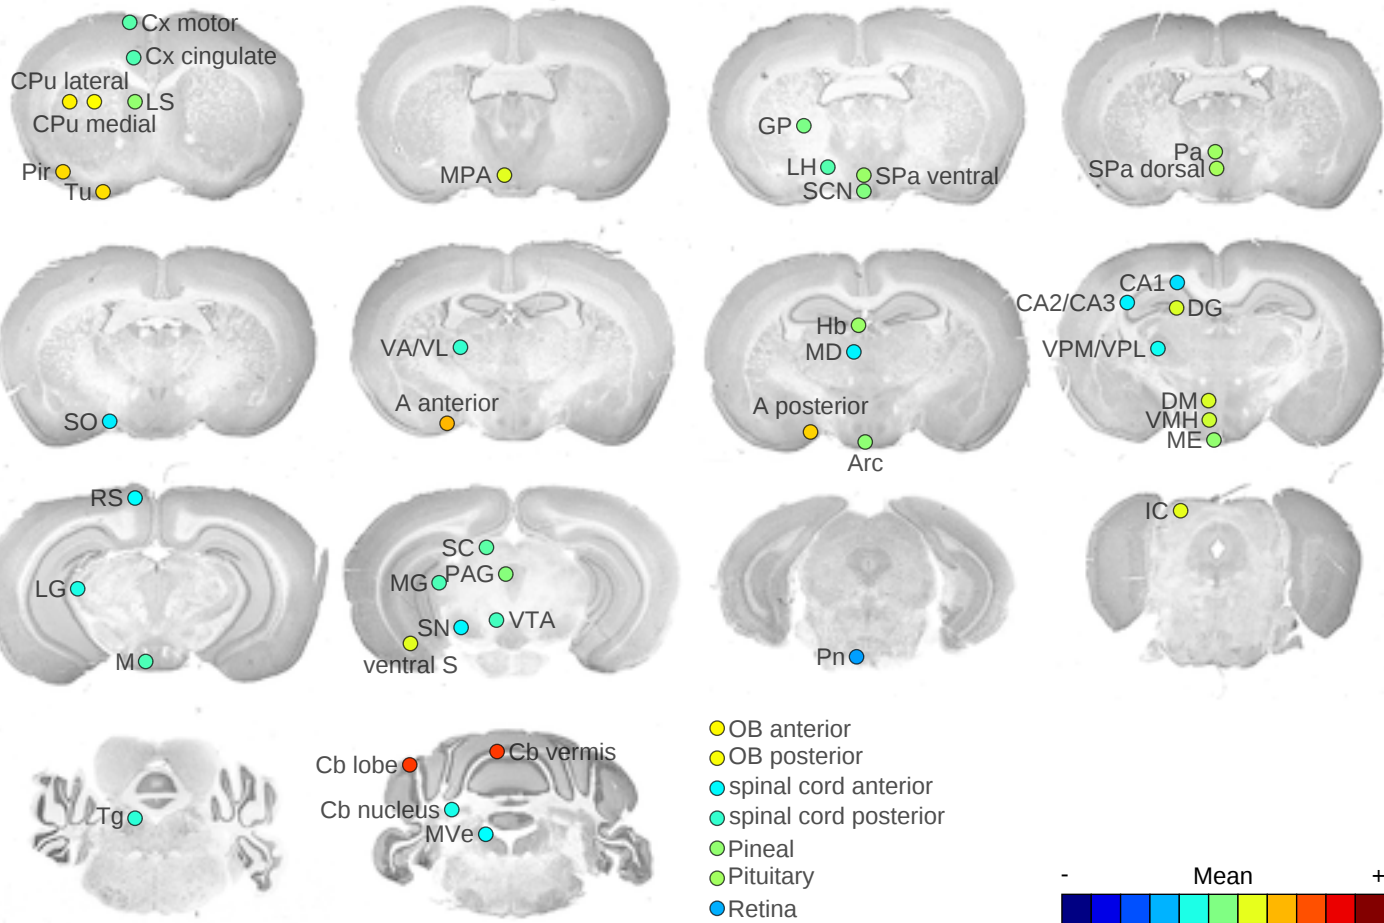 Cx motor
Cx cingulate
CPu lateral
LS
CPu medial
Pir
Tu
MPA
GP
LH
SPa ventral
SCN
Pa
SPa dorsal
SO
VA/VL
A anterior
Hb
MD
A posterior
Arc
CA1
CA2/CA3
DG
VPM/VPL
DM
VMH
ME
RS
LG
M
SC
MG
PAG
SN
VTA
ventral S
Pn
IC
Tg
Cb lobe
Cb vermis
Cb nucleus
MVe
OB anterior
OB posterior
spinal cord anterior
spinal cord posterior
Pineal
Pituitary
Retina
- Mean +